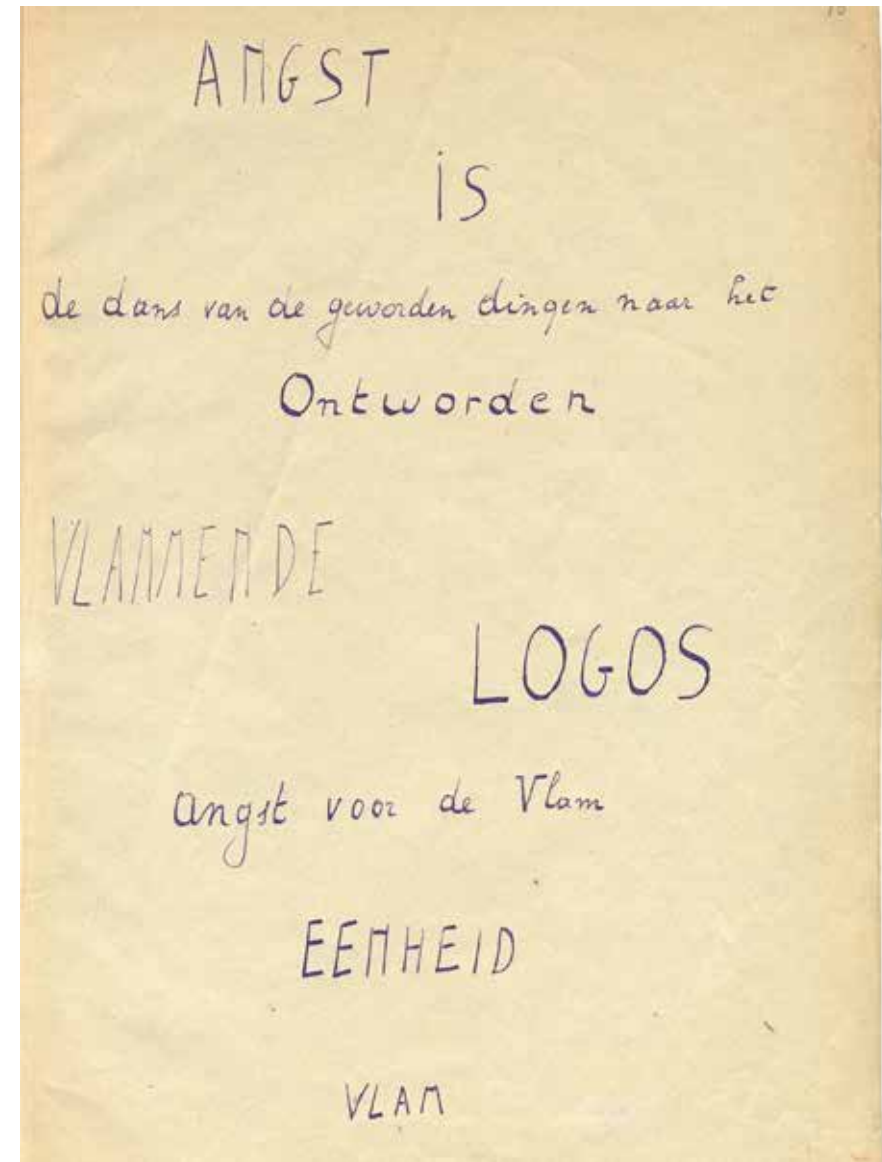 ANGST
iS
de dans van de geworden dingen naar het
Ontworden
VLAMMENDE
LOGOS
angst voor de Vlam
EENHEID
VLAM